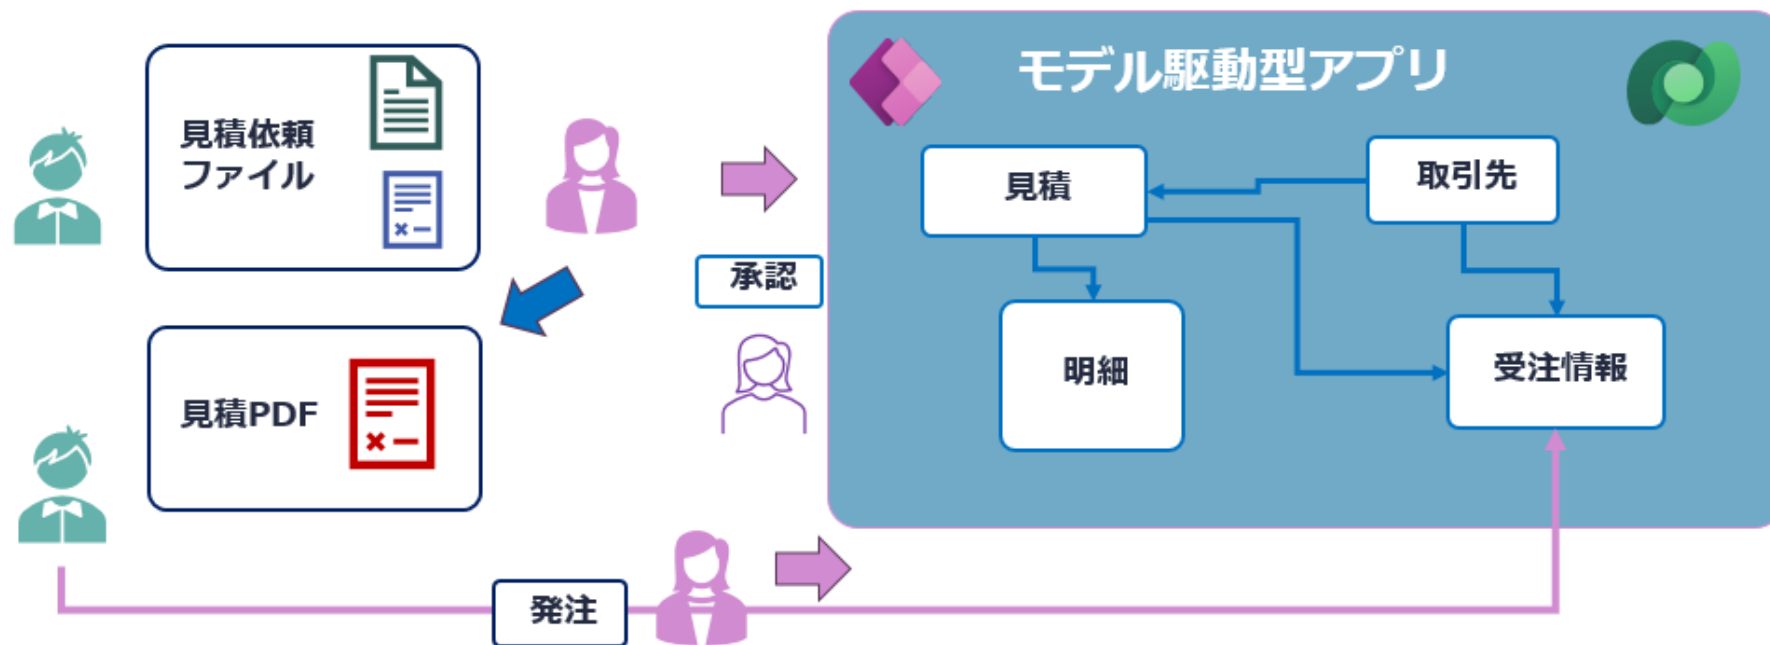 モデル駆動型アプリ
見積依頼
ファイル
見積
取引先
承認
明細
受注情報
見積PDF
発注